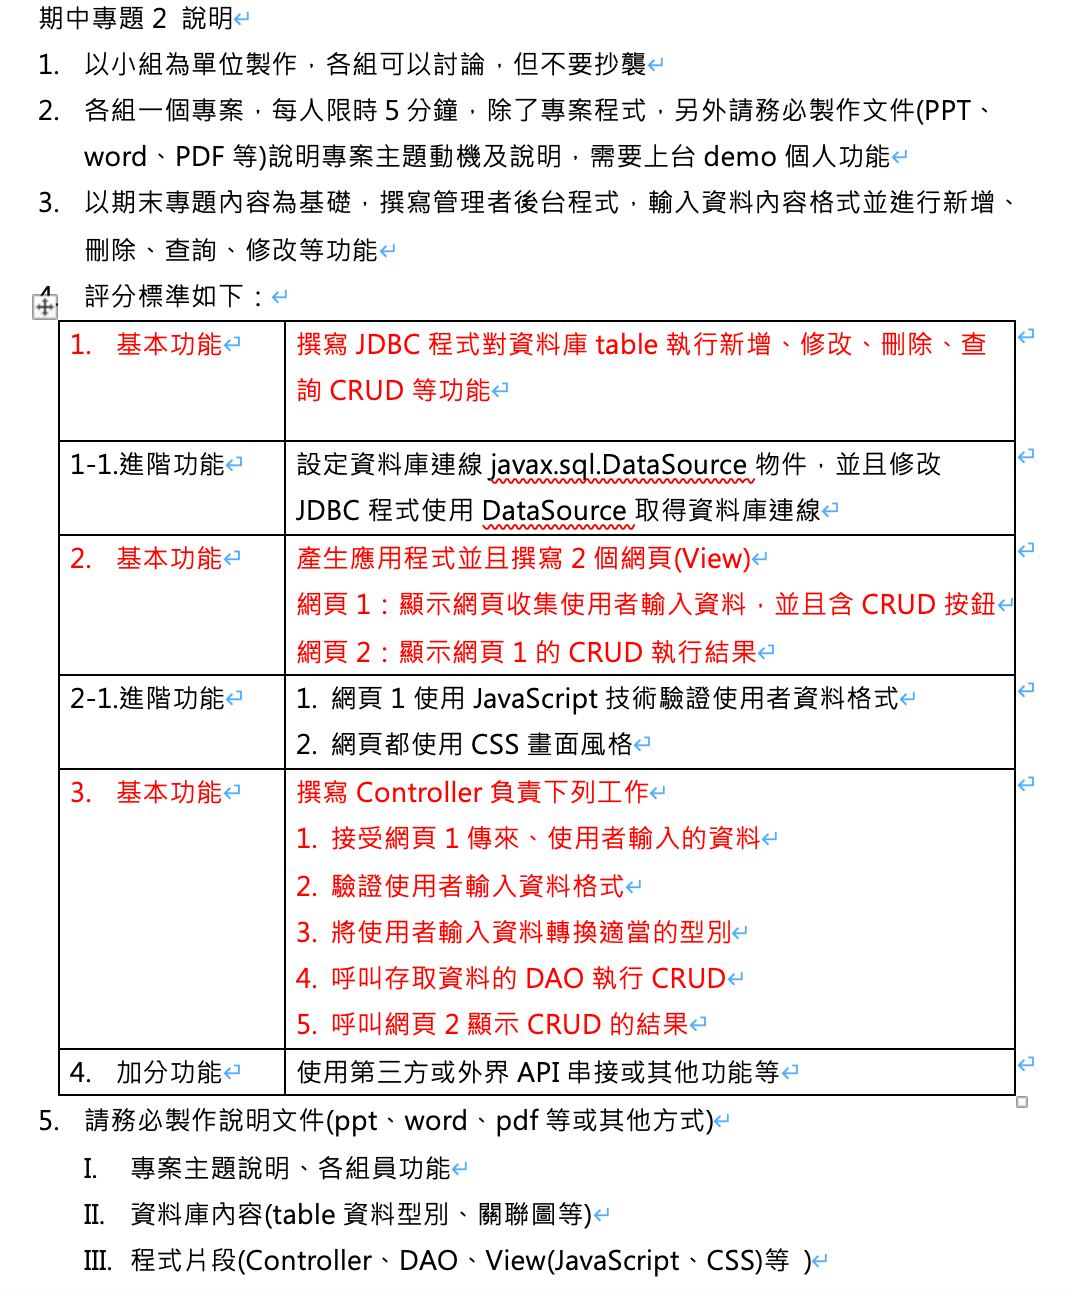 期中專題 2 說明
1. 以小組為單位製作，各組可以討論，但不要抄襲
2. 各組一個專案，每人限時 5 分鐘，除了專案程式，另外請務必製作文件(PPT、
word、PDF 等)說明專案主題動機及說明，需要上台 demo 個人功能
3. 以期末專題內容為基礎，撰寫管理者後台程式，輸入資料內容格式並進行新增、
刪除、查詢、修改等功能
4. 評分標準如下：
1. 基本功能
撰寫 JDBC 程式對資料庫 table 執行新增、修改、刪除、查
詢 CRUD 等功能
1-1.進階功能
設定資料庫連線 javax.sql.DataSource 物件，並且修改
JDBC 程式使用 DataSource 取得資料庫連線
2. 基本功能
產生應用程式並且撰寫 2 個網頁(View)
網頁 1：顯示網頁收集使用者輸入資料，並且含 CRUD 按鈕
網頁 2：顯示網頁 1 的 CRUD 執行結果
2-1.進階功能
1. 網頁 1 使用 JavaScript 技術驗證使用者資料格式
2. 網頁都使用 CSS 畫面風格
3. 基本功能
撰寫 Controller 負責下列工作
1. 接受網頁 1 傳來、使用者輸入的資料
2. 驗證使用者輸入資料格式
3. 將使用者輸入資料轉換適當的型別
4. 呼叫存取資料的 DAO 執行 CRUD
5. 呼叫網頁 2 顯示 CRUD 的結果
4. 加分功能
使用第三方或外界 API 串接或其他功能等
5. 請務必製作說明文件(ppt、word、pdf 等或其他方式)
I. 專案主題說明、各組員功能
II. 資料庫內容(table 資料型別、關聯圖等)
III. 程式片段(Controller、DAO、View(JavaScript、CSS)等 )